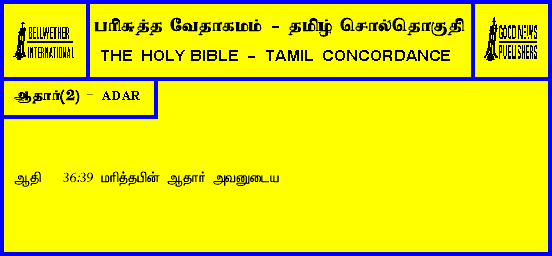 BELLWETHER
INTERNATIONAL
பரிசுத்த வேதாகமம் - தமிழ் சொல்தொகுதி
THE HOLY BIBLE - TAMIL CONCORDANCE
GOOD NEWS
PUBLISHERS
ஆதார்(2) - ADAR
ஆதி 36:39 மரித்தபின் ஆதார் அவனுடைய